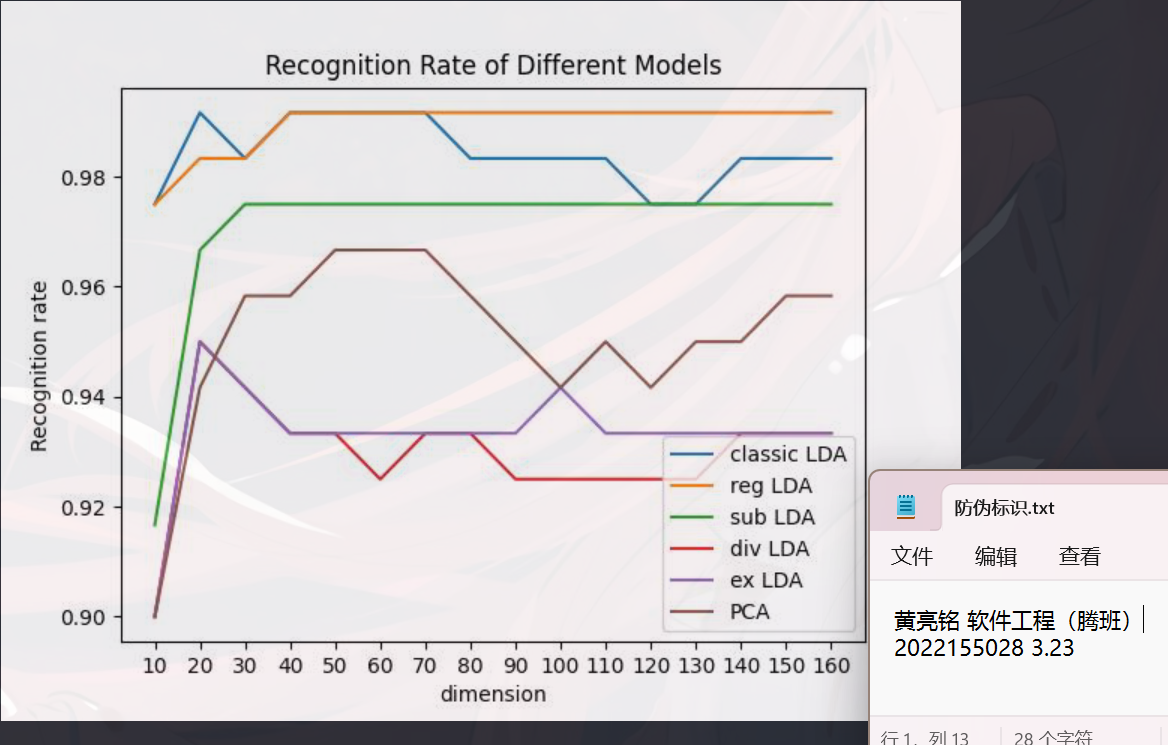 Recognition Rate of Different Models
Recognition rate
0.98
0.96
0.94
0.92
0.90
10 20 30 40 50 60 70 80 90 100 110 120 130 140 150 160
dimension
classic LDA
reg LDA
sub LDA
div LDA
ex LDA
PCA
防伪标识.txt
文件 编辑 查看
黄亮铭 软件工程（腾班）
2022155028 3.23
行 1，列 13 28 个字符